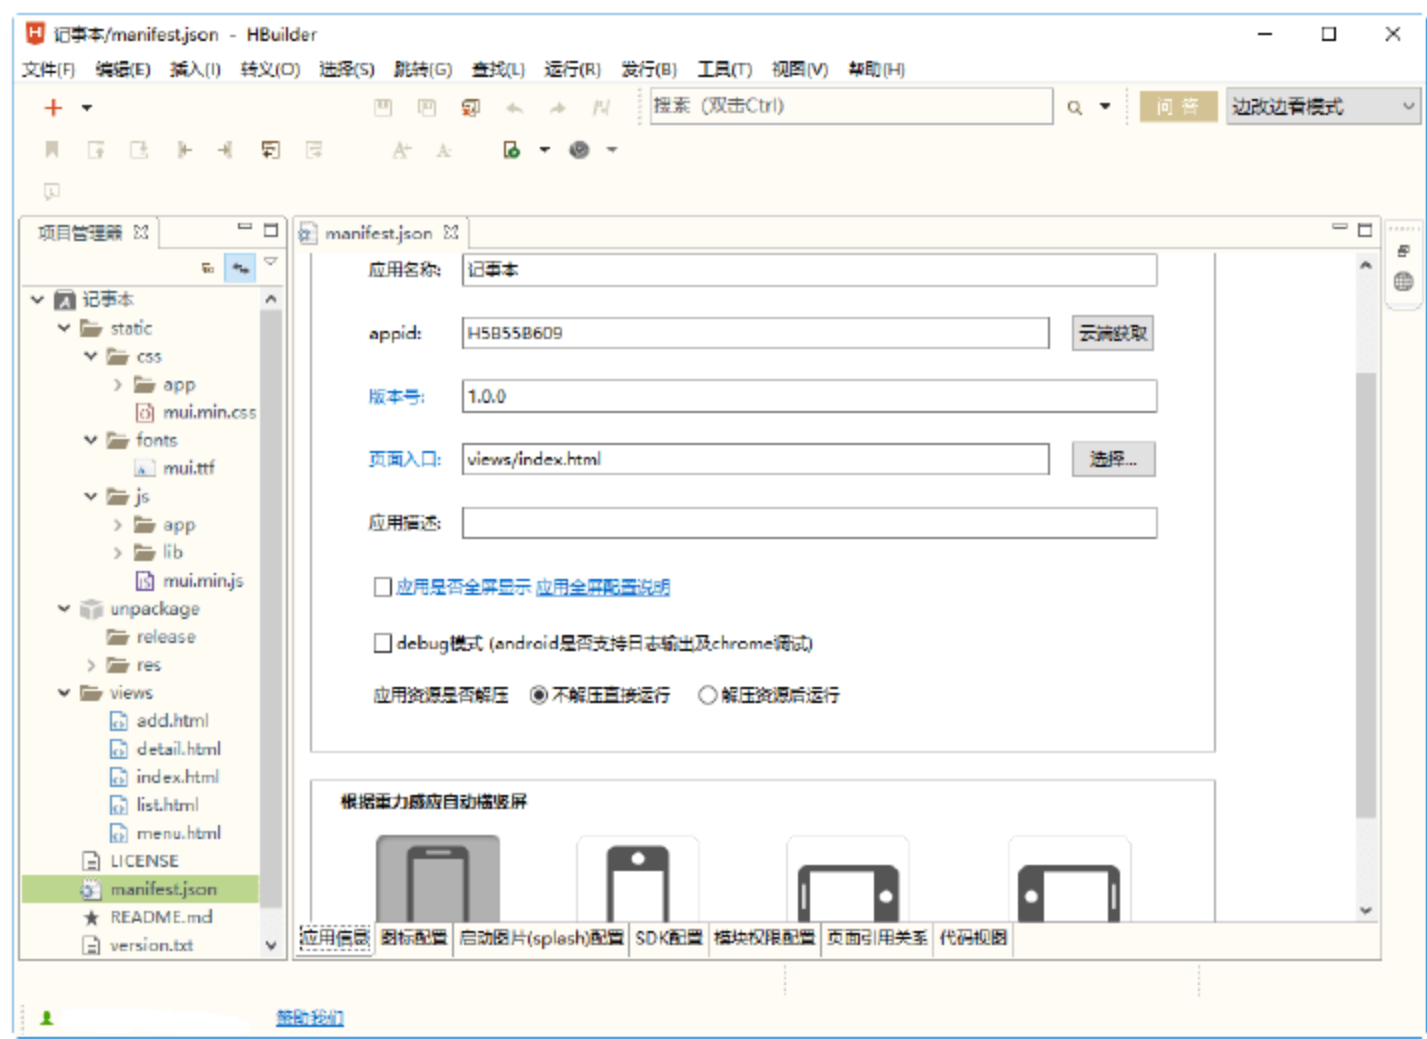 记事本/manifest.json - HBuilder
文件(F) 编辑(E) 插入(I) 转义(O) 选择(S) 跳转(G) 查找(L) 运行(R) 发行(B) 工具(T) 视图(V) 帮助(H)
搜索 (双击Ctrl) 问答 边改边看模式
项目管理器
manifest.json
记事本
static
css
app
mui.min.css
fonts
mui.ttf
js
app
lib
mui.min.js
unpackage
release
res
views
add.html
detail.html
index.html
list.html
menu.html
LICENSE
manifest.json
README.md
version.txt
应用名称: 记事本
appid: H5B55B609 云端获取
版本号: 1.0.0
页面入口: views/index.html 选择...
应用描述:
应用是否全屏显示 应用全屏配置说明
debug模式 (android是否支持日志输出及chrome调试)
应用资源是否解压 不解压直接运行 解压资源后运行
根据重力感应自动横竖屏
应用信息 图标配置 启动图片(splash)配置 SDK配置 模块权限配置 页面引用关系 代码视图
赞助我们